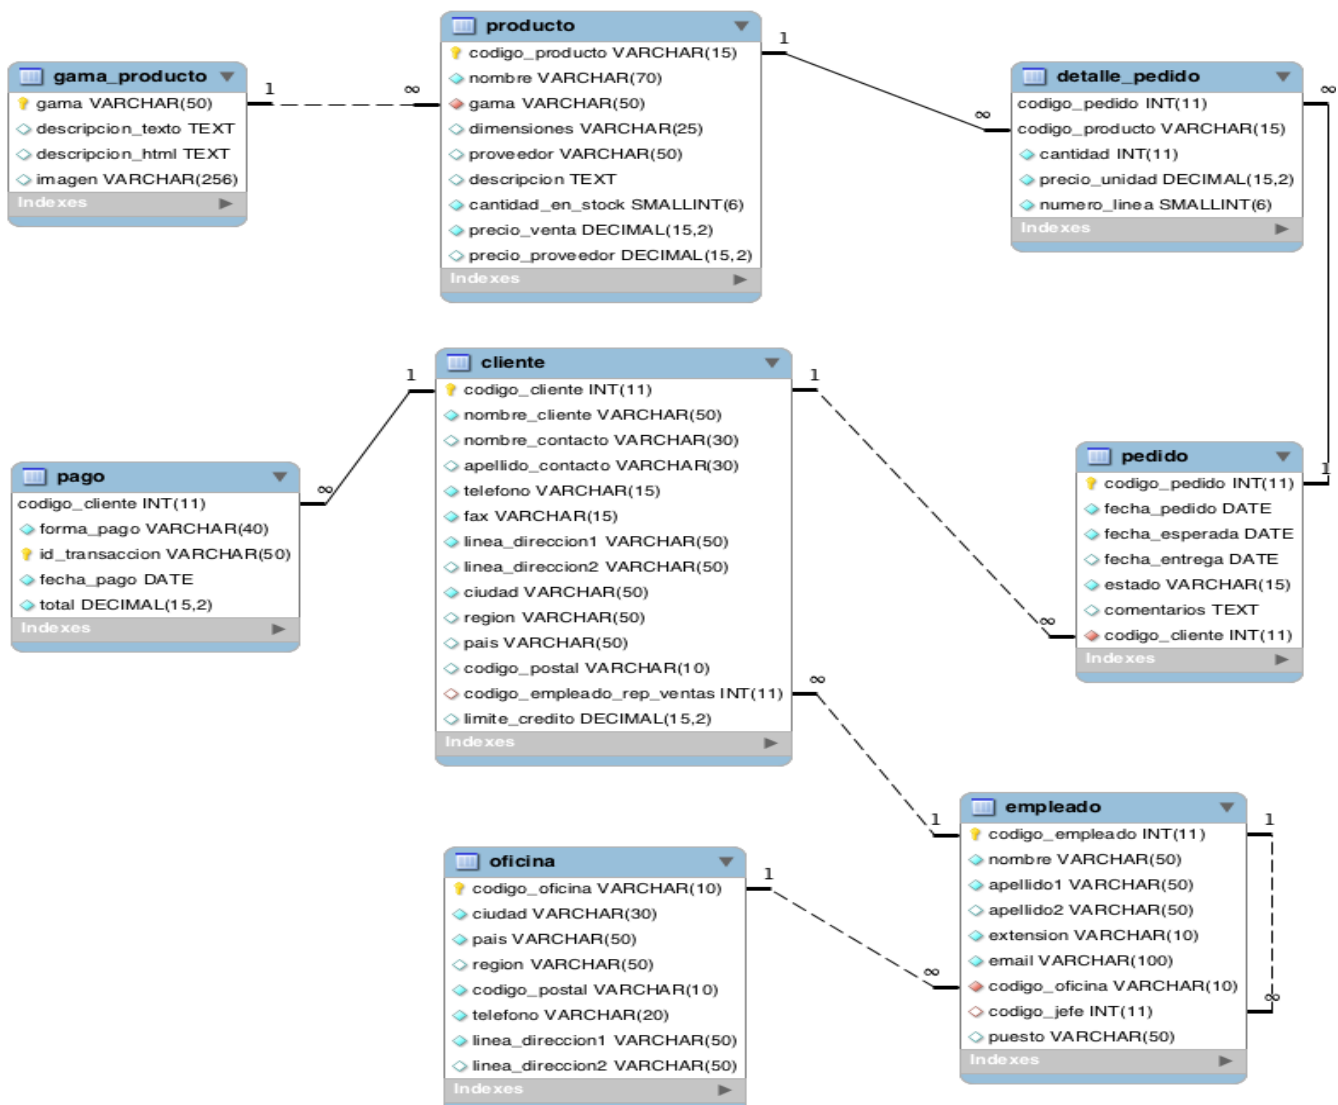 gama_producto
gama VARCHAR(50)
descripcion_texto TEXT
descripcion_html TEXT
imagen VARCHAR(256)
Indexes
1
∞
producto
codigo_producto VARCHAR(15)
nombre VARCHAR(70)
gama VARCHAR(50)
dimensiones VARCHAR(25)
proveedor VARCHAR(50)
descripcion TEXT
cantidad_en_stock SMALLINT(6)
precio_venta DECIMAL(15,2)
precio_proveedor DECIMAL(15,2)
Indexes
1
∞
detalle_pedido
codigo_pedido INT(11)
codigo_producto VARCHAR(15)
cantidad INT(11)
precio_unidad DECIMAL(15,2)
numero_linea SMALLINT(6)
Indexes
∞
1
pago
codigo_cliente INT(11)
forma_pago VARCHAR(40)
id_transaccion VARCHAR(50)
fecha_pago DATE
total DECIMAL(15,2)
Indexes
∞
1
cliente
codigo_cliente INT(11)
nombre_cliente VARCHAR(50)
nombre_contacto VARCHAR(30)
apellido_contacto VARCHAR(30)
telefono VARCHAR(15)
fax VARCHAR(15)
linea_direccion1 VARCHAR(50)
linea_direccion2 VARCHAR(50)
ciudad VARCHAR(50)
region VARCHAR(50)
pais VARCHAR(50)
codigo_postal VARCHAR(10)
codigo_empleado_rep_ventas INT(11)
limite_credito DECIMAL(15,2)
Indexes
1
∞
pedido
codigo_pedido INT(11)
fecha_pedido DATE
fecha_esperada DATE
fecha_entrega DATE
estado VARCHAR(15)
comentarios TEXT
codigo_cliente INT(11)
Indexes
∞
1
oficina
codigo_oficina VARCHAR(10)
ciudad VARCHAR(30)
pais VARCHAR(50)
region VARCHAR(50)
codigo_postal VARCHAR(10)
telefono VARCHAR(20)
linea_direccion1 VARCHAR(50)
linea_direccion2 VARCHAR(50)
Indexes
1
∞
empleado
codigo_empleado INT(11)
nombre VARCHAR(50)
apellido1 VARCHAR(50)
apellido2 VARCHAR(50)
extension VARCHAR(10)
email VARCHAR(100)
codigo_oficina VARCHAR(10)
codigo_jefe INT(11)
puesto VARCHAR(50)
Indexes
1
∞